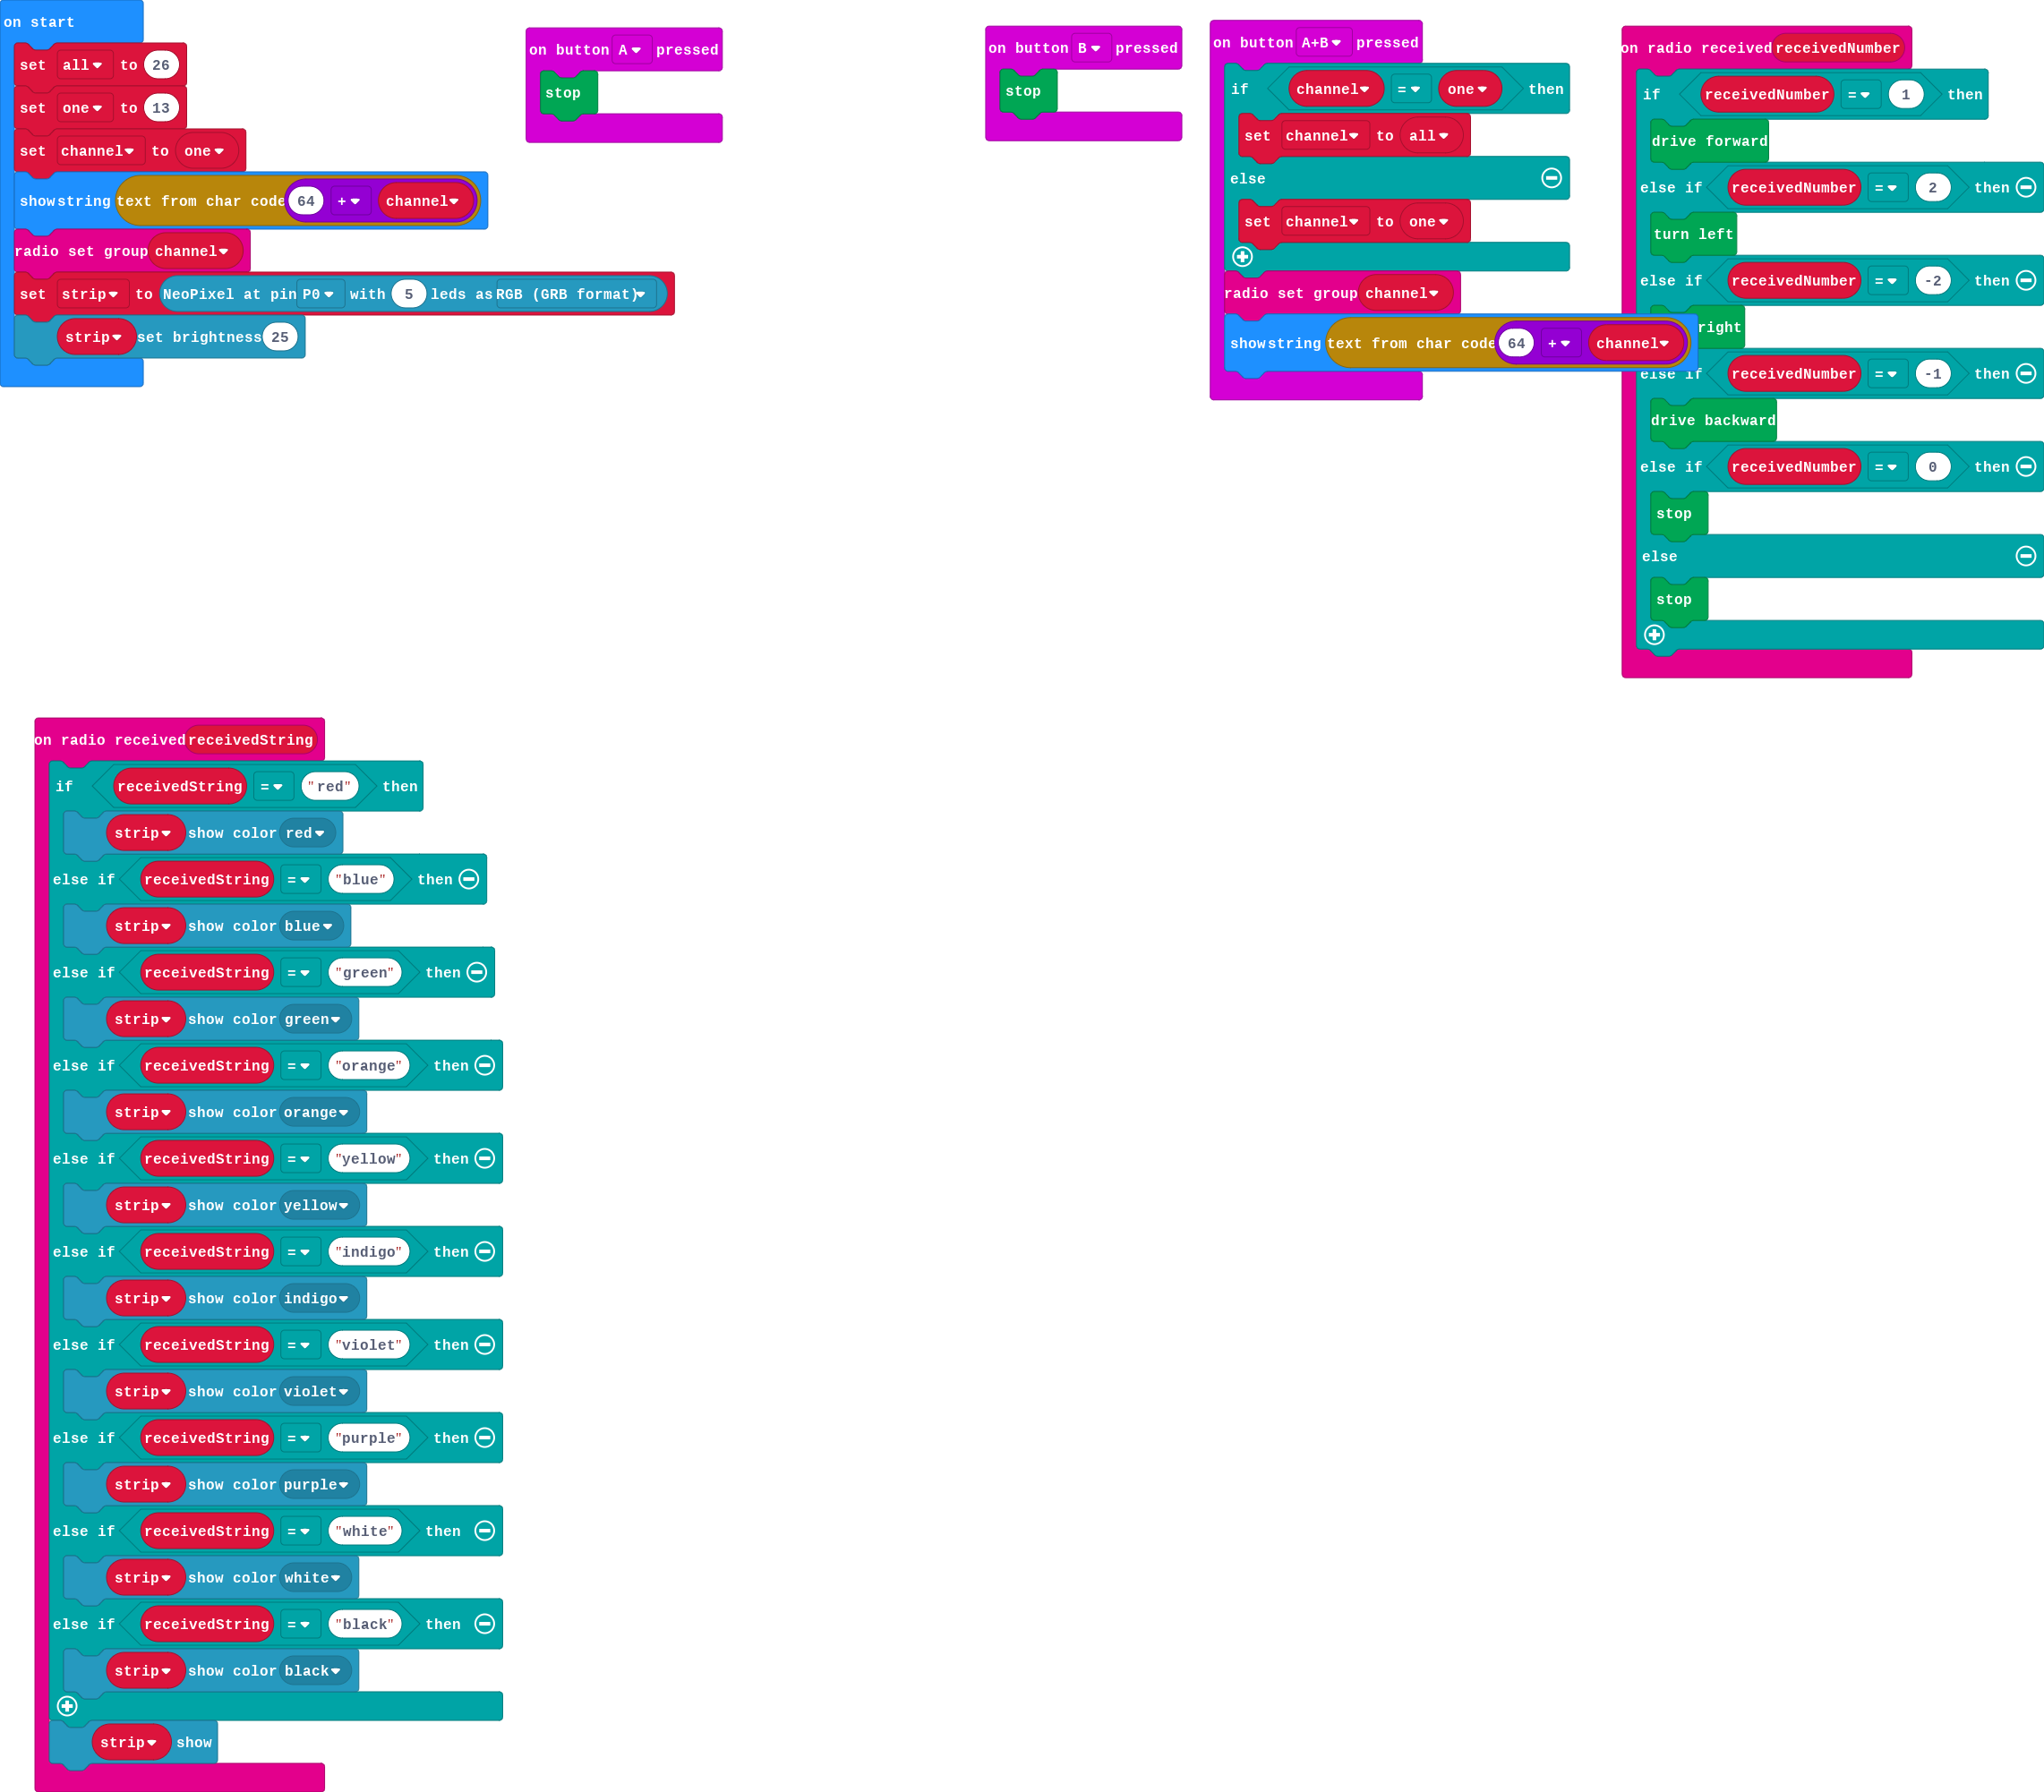 on start
set all to 26
set one to 13
set channel to one
show string text from char code 64 + channel
radio set group channel
set strip to NeoPixel at pin P0 with 5 leds as RGB (GRB format)
strip set brightness 25
on button A pressed
stop
on button B pressed
stop
on button A+B pressed
if channel = one then
set channel to all
else
set channel to one
radio set group channel
show string text from char code 64 + channel
on radio received receivedNumber
if receivedNumber = 1 then
drive forward
else if receivedNumber = 2 then
turn left
else if receivedNumber = -2 then
right
else if receivedNumber = -1 then
drive backward
else if receivedNumber = 0 then
stop
else
stop
on radio received receivedString
if receivedString = "red" then
strip show color red
else if receivedString = "blue" then
strip show color blue
else if receivedString = "green" then
strip show color green
else if receivedString = "orange" then
strip show color orange
else if receivedString = "yellow" then
strip show color yellow
else if receivedString = "indigo" then
strip show color indigo
else if receivedString = "violet" then
strip show color violet
else if receivedString = "purple" then
strip show color purple
else if receivedString = "white" then
strip show color white
else if receivedString = "black" then
strip show color black
strip show